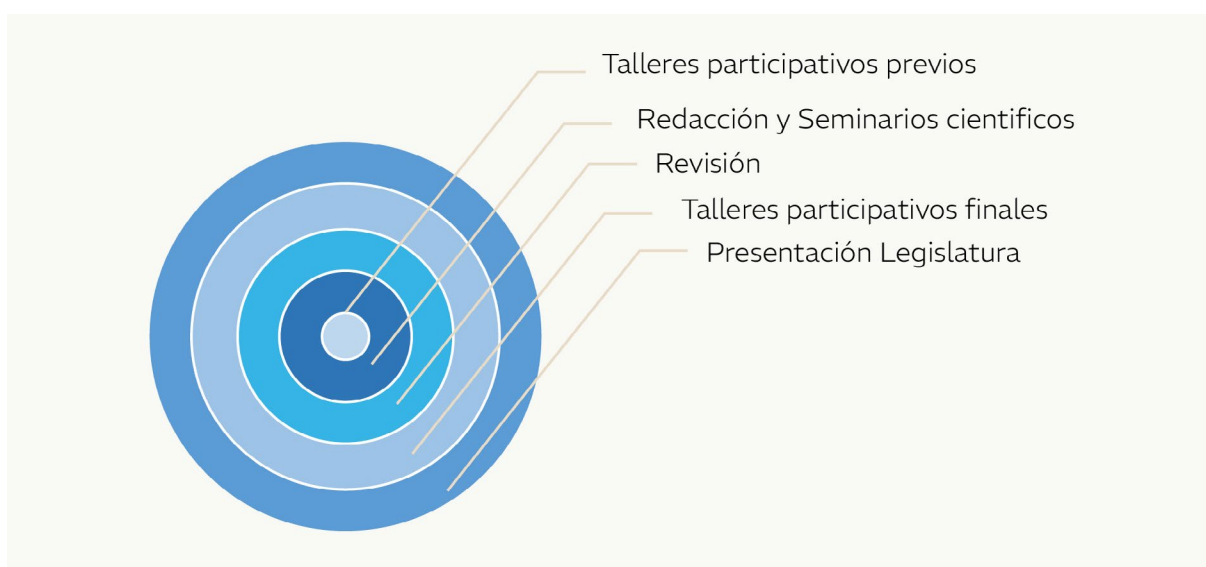 Talleres participativos previos
Redacción y Seminarios cientificos
Revisión
Talleres participativos finales
Presentación Legislatura